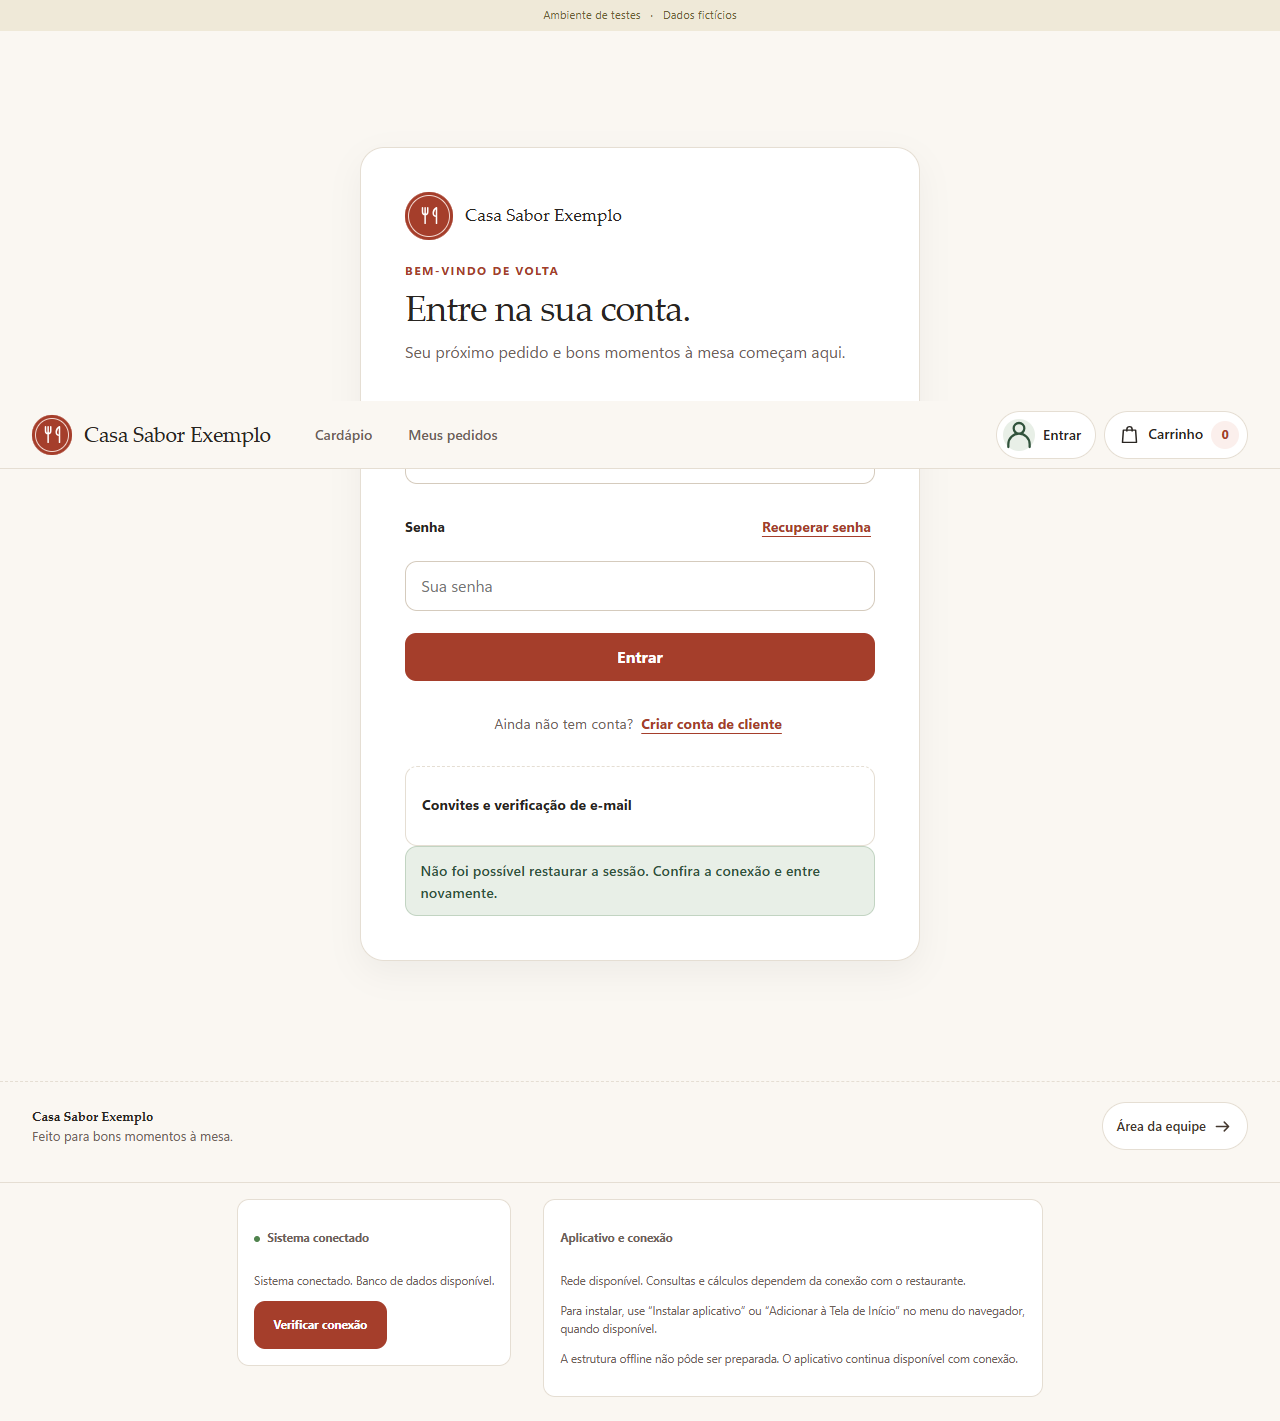 Ambiente de testes · Dados fictícios
Casa Sabor Exemplo
BEM-VINDO DE VOLTA
Entre na sua conta.
Seu próximo pedido e bons momentos à mesa começam aqui.
Casa Sabor Exemplo
Cardápio
Meus pedidos
Entrar
Carrinho 0
Senha
Recuperar senha
Sua senha
Entrar
Ainda não tem conta? Criar conta de cliente
Convites e verificação de e-mail
Não foi possível restaurar a sessão. Confira a conexão e entre
novamente.
Casa Sabor Exemplo
Feito para bons momentos à mesa.
Área da equipe
Sistema conectado
Sistema conectado. Banco de dados disponível.
Verificar conexão
Aplicativo e conexão
Rede disponível. Consultas e cálculos dependem da conexão com o restaurante.
Para instalar, use “Instalar aplicativo” ou “Adicionar à Tela de Início” no menu do navegador,
quando disponível.
A estrutura offline não pôde ser preparada. O aplicativo continua disponível com conexão.